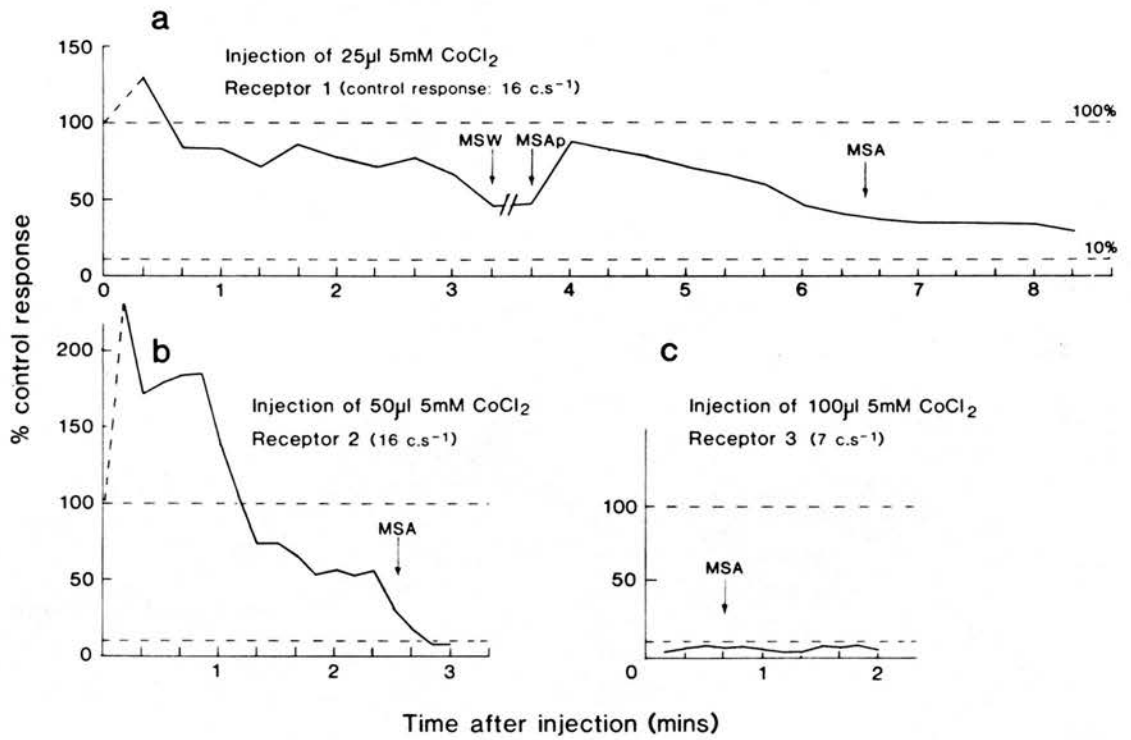 a
Injection of 25µl 5mM CoCl₂
Receptor 1 (control response: 16 c.s⁻¹)
150
100
50
0
100%
10%
MSW
MSAp
MSA
0 1 2 3 4 5 6 7 8
% control response
b
Injection of 50µl 5mM CoCl₂
Receptor 2 (16 c.s⁻¹)
200
150
100
50
0
MSA
1 2 3
c
Injection of 100µl 5mM CoCl₂
Receptor 3 (7 c.s⁻¹)
100
50
0
MSA
1 2
Time after injection (mins)